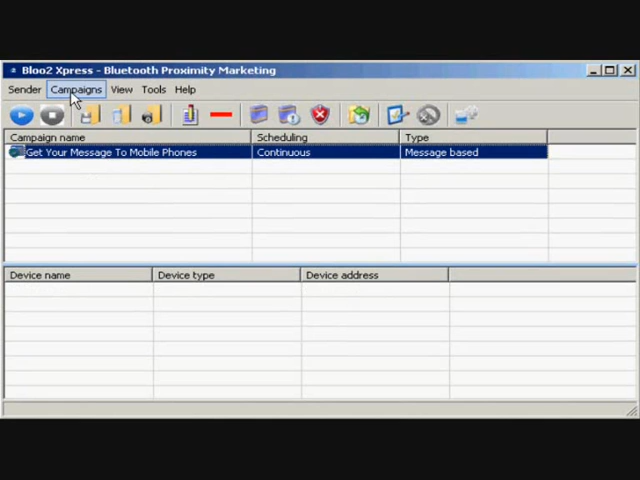 Bloo2 Xpress - Bluetooth Proximity Marketing
Sender Campaigns View Tools Help
Campaign name Scheduling Type
Get Your Message To Mobile Phones Continuous Message based
Device name Device type Device address